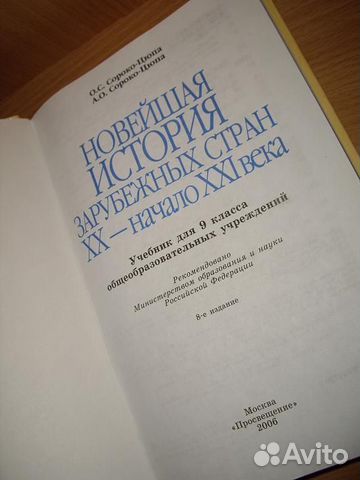 О.С. Сороко-Цюпа
А.О. Сороко-Цюпа
НОВЕЙШАЯ
ИСТОРИЯ
ЗАРУБЕЖНЫХ СТРАН
XX — начало XXI века
Учебник для 9 класса
общеобразовательных учреждений
Рекомендовано
Министерством образования и науки
Российской Федерации
8-е издание
Москва
«Просвещение»
2006
Avito